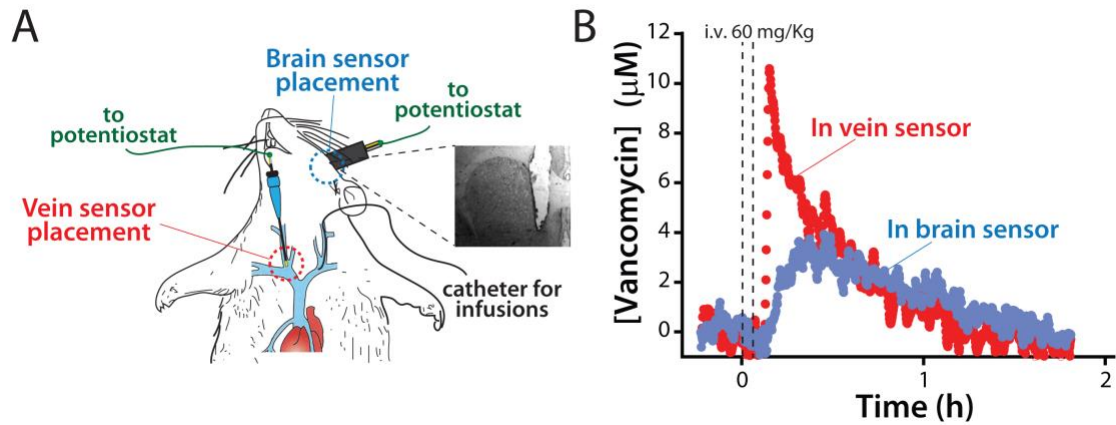 A
Brain sensor
placement
to
potentiostat
to
potentiostat
Vein sensor
placement
catheter for
infusions
B
i.v. 60 mg/Kg
12
10
8
6
4
2
0
[Vancomycin] (μM)
In vein sensor
In brain sensor
0
1
2
Time (h)